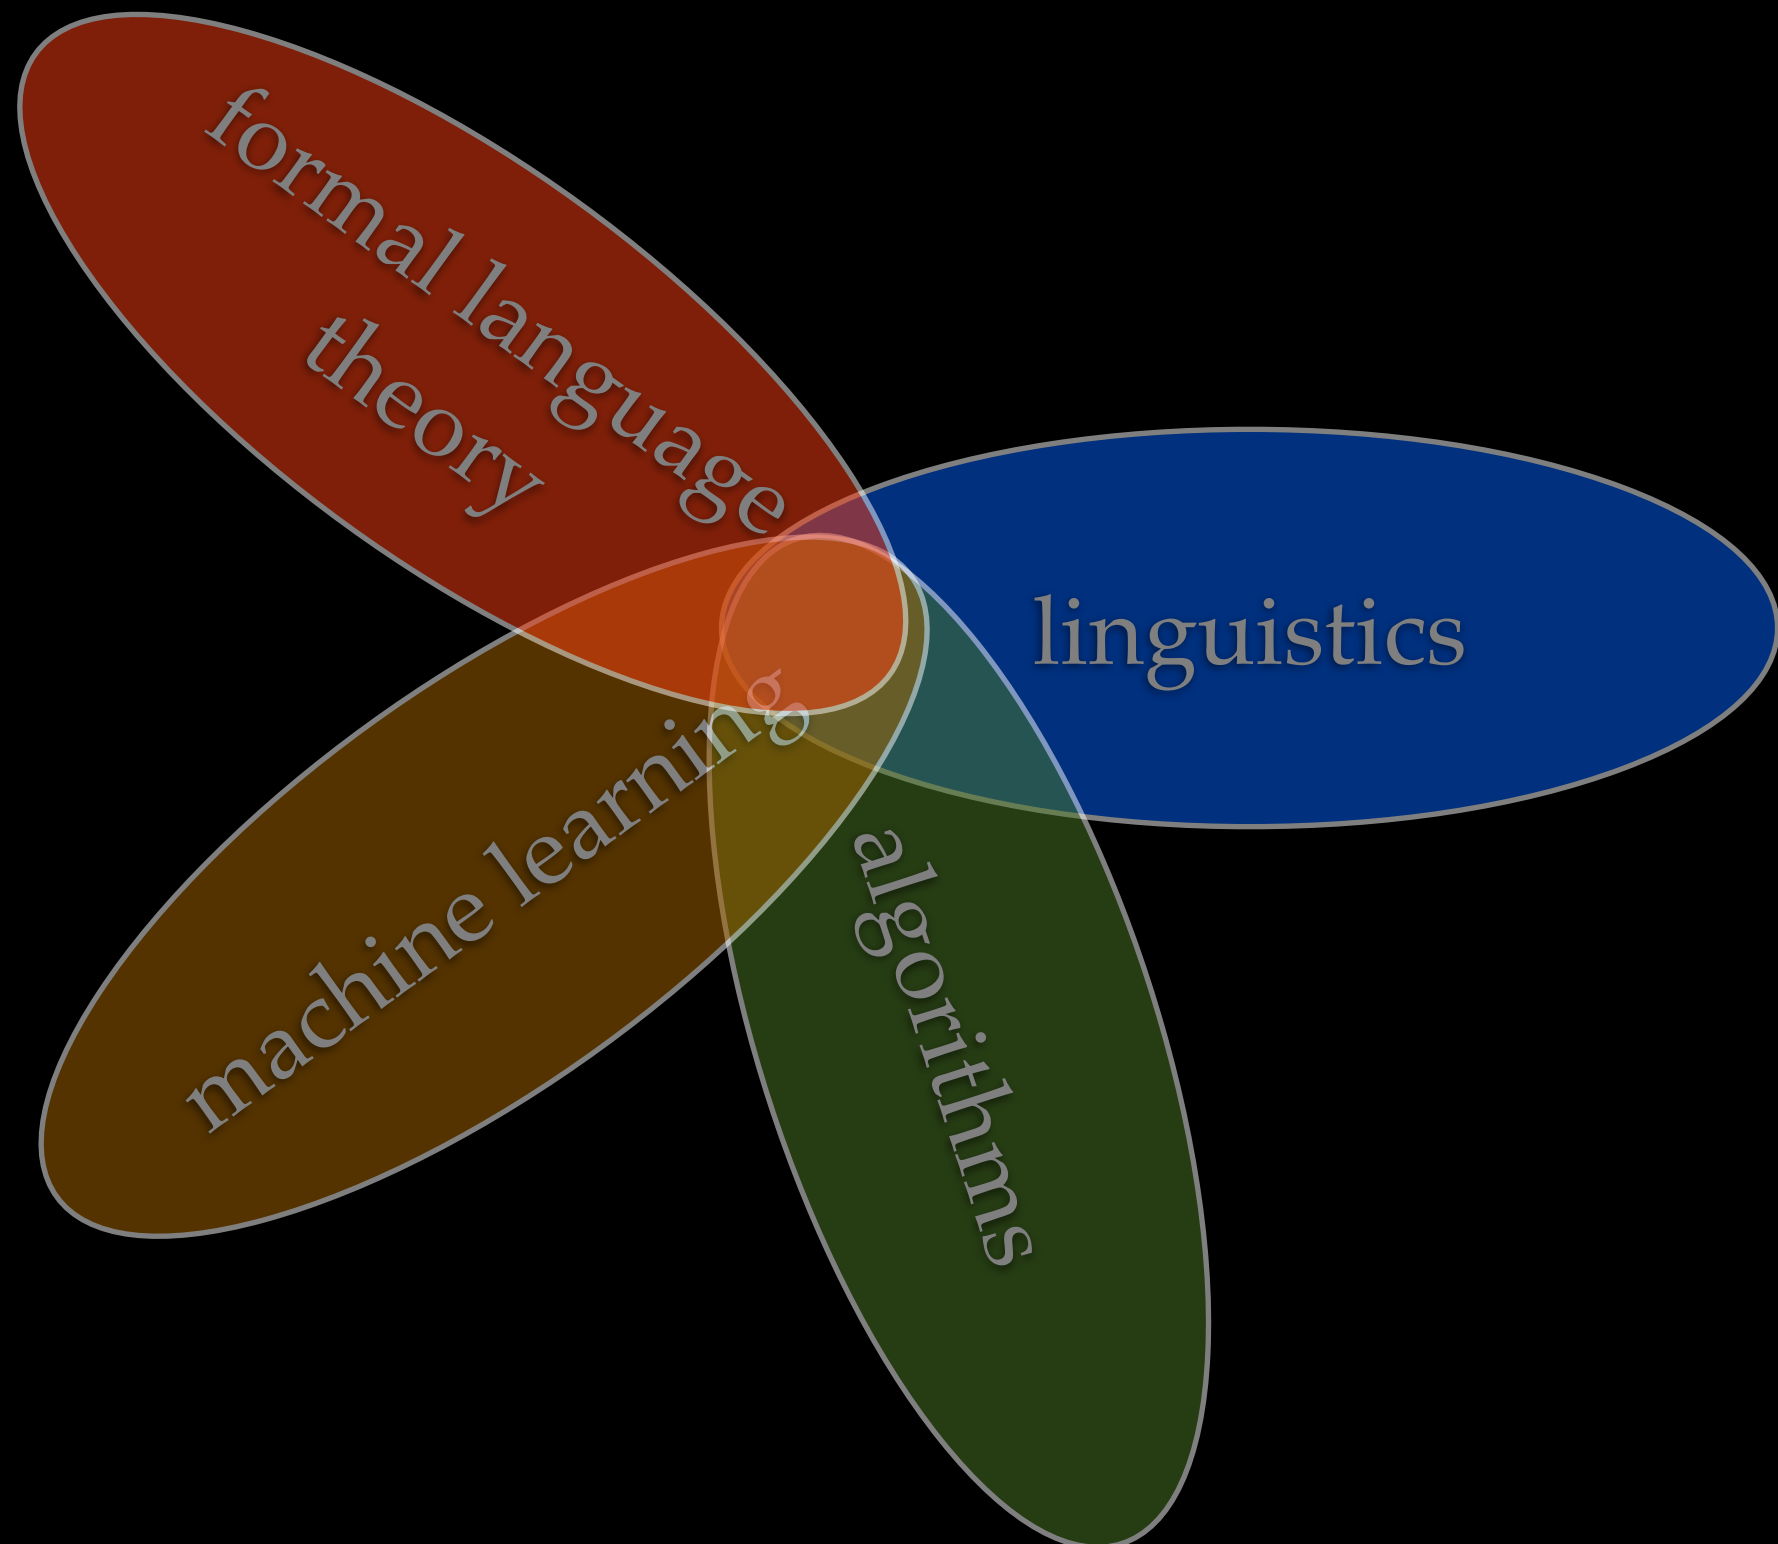 formal language
theory
linguistics
machine learning
algorithms